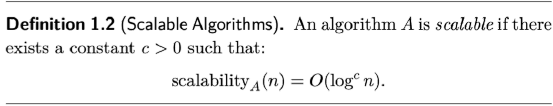 Definition 1.2 (Scalable Algorithms). An algorithm A is scalable if there
exists a constant c > 0 such that:
scalability_A(n) = O(log^c n).